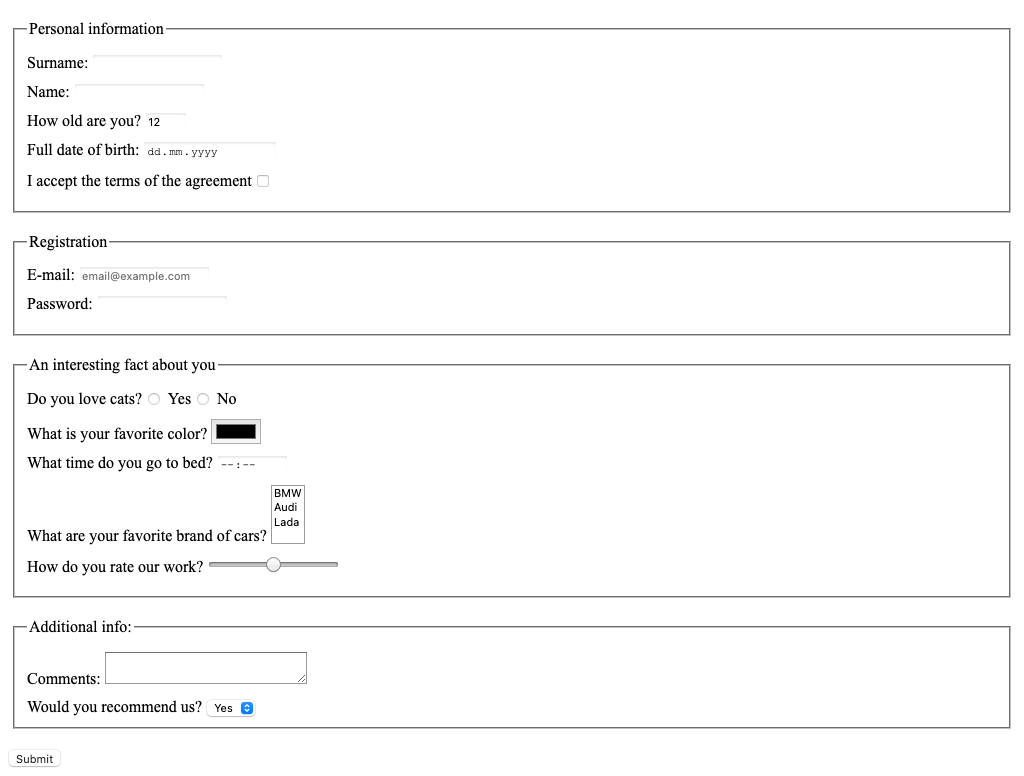 Personal information
Surname:
Name:
How old are you? 12
Full date of birth: dd.mm.yyyy
I accept the terms of the agreement
Registration
E-mail: email@example.com
Password:
An interesting fact about you
Do you love cats? Yes No
What is your favorite color?
What time do you go to bed? --:--
BMW
Audi
Lada
What are your favorite brand of cars?
How do you rate our work?
Additional info:
Comments:
Would you recommend us? Yes
Submit